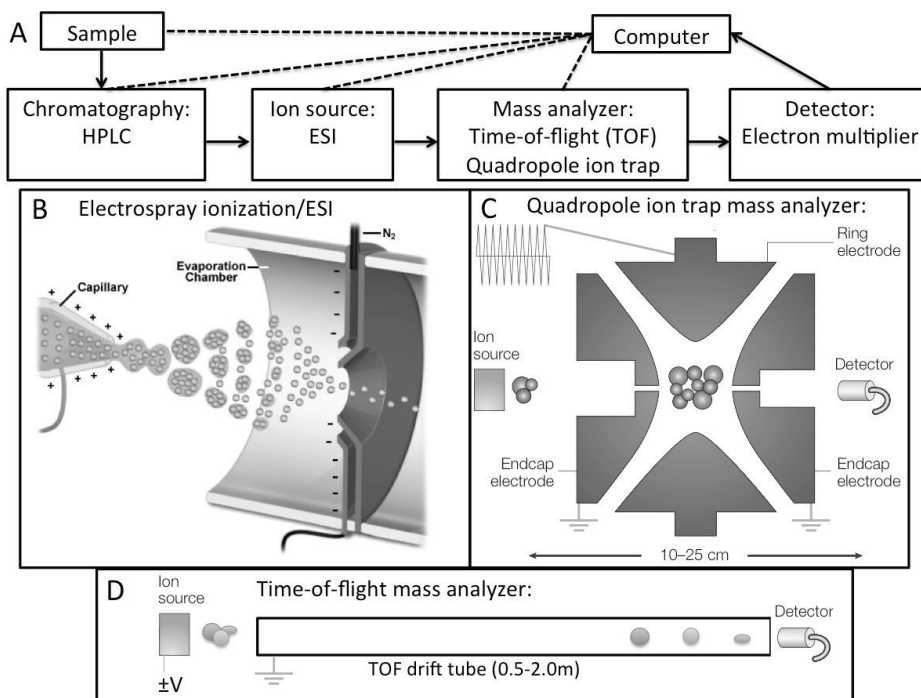 A
Sample
Computer
Chromatography:
HPLC
Ion source:
ESI
Mass analyzer:
Time-of-flight (TOF)
Quadropole ion trap
Detector:
Electron multiplier
B
Electrospray ionization/ESI
N₂
Evaporation
Chamber
Capillary
+ + + + + + +
- - - - - - - - - -
+ + + + + +
C
Quadropole ion trap mass analyzer:
Ring
electrode
Ion
source
Detector
Endcap
electrode
Endcap
electrode
10–25 cm
D
Ion
source
Time-of-flight mass analyzer:
Detector
TOF drift tube (0.5-2.0m)
±V